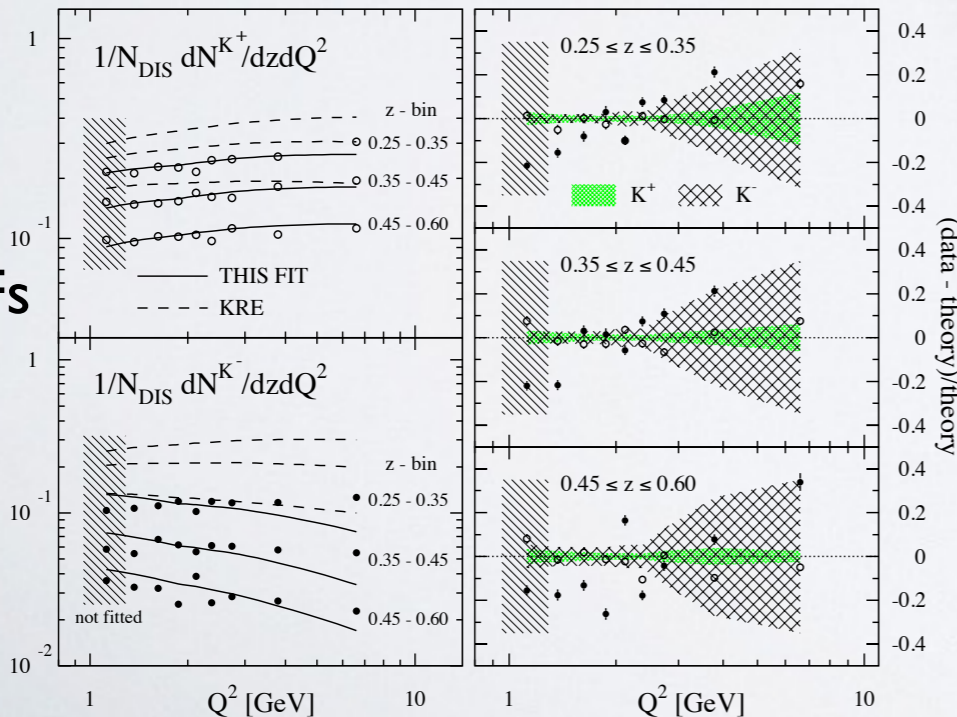 1
1/N_DIS dN^K+/dzdQ^2
z - bin
0.25 - 0.35
0.35 - 0.45
0.45 - 0.60
10^-1
THIS FIT
KRE
fs
1
1/N_DIS dN^K-/dzdQ^2
z - bin
0.25 - 0.35
10^-1
0.35 - 0.45
0.45 - 0.60
not fitted
10^-2
1
10
Q^2 [GeV]
0.25 ≤ z ≤ 0.35
K^+
K^-
0.4
0.2
0
-0.2
-0.4
0.35 ≤ z ≤ 0.45
0.4
0.2
0
-0.2
-0.4
0.45 ≤ z ≤ 0.60
0.4
0.2
0
-0.2
-0.4
(data - theory)/theory
1
10
Q^2 [GeV]